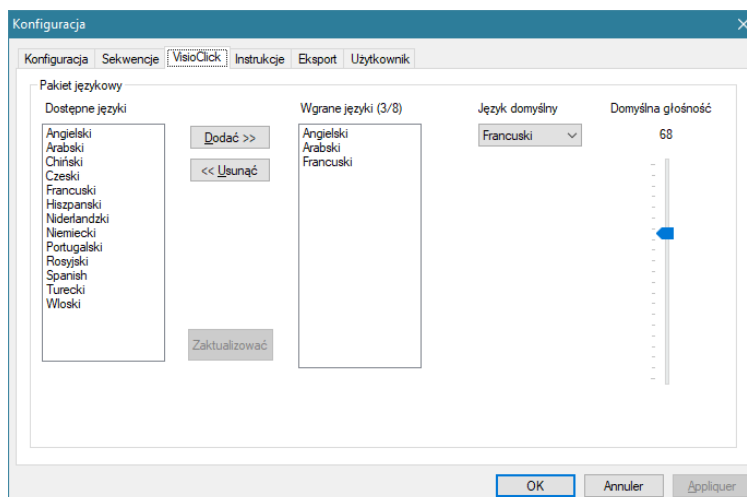 Konfiguracja
Konfiguracja Sekwencje VisioClick Instrukcje Eksport Użytkownik
Pakiet językowy
Dostępne języki
Angielski
Arabski
Chiński
Czeski
Francuski
Hiszpanski
Niderlandzki
Niemiecki
Portugalski
Rosyjski
Spanish
Turecki
Wloski
Dodać >>
<< Usunąć
Zaktualizować
Wgrane języki (3/8)
Angielski
Arabski
Francuski
Język domyślny
Francuski
Domyślna głośność
68
OK Annuler Appliquer